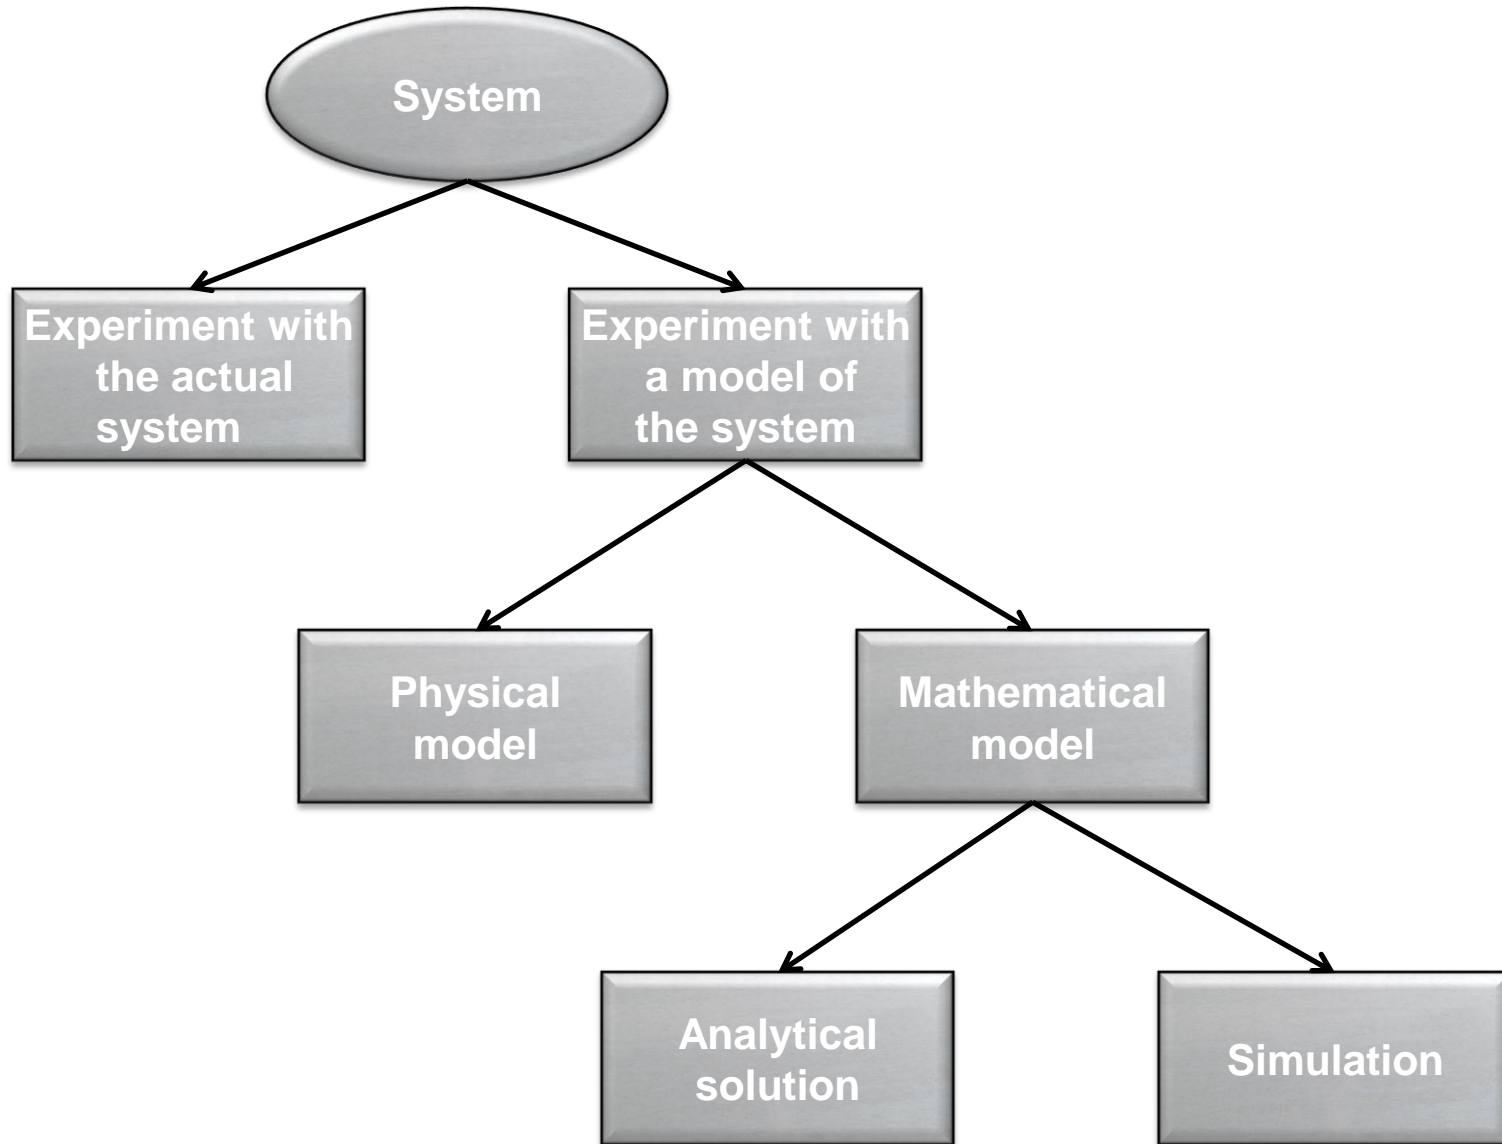 System
Experiment with
the actual
system
Experiment with
a model of
the system
Physical
model
Mathematical
model
Analytical
solution
Simulation